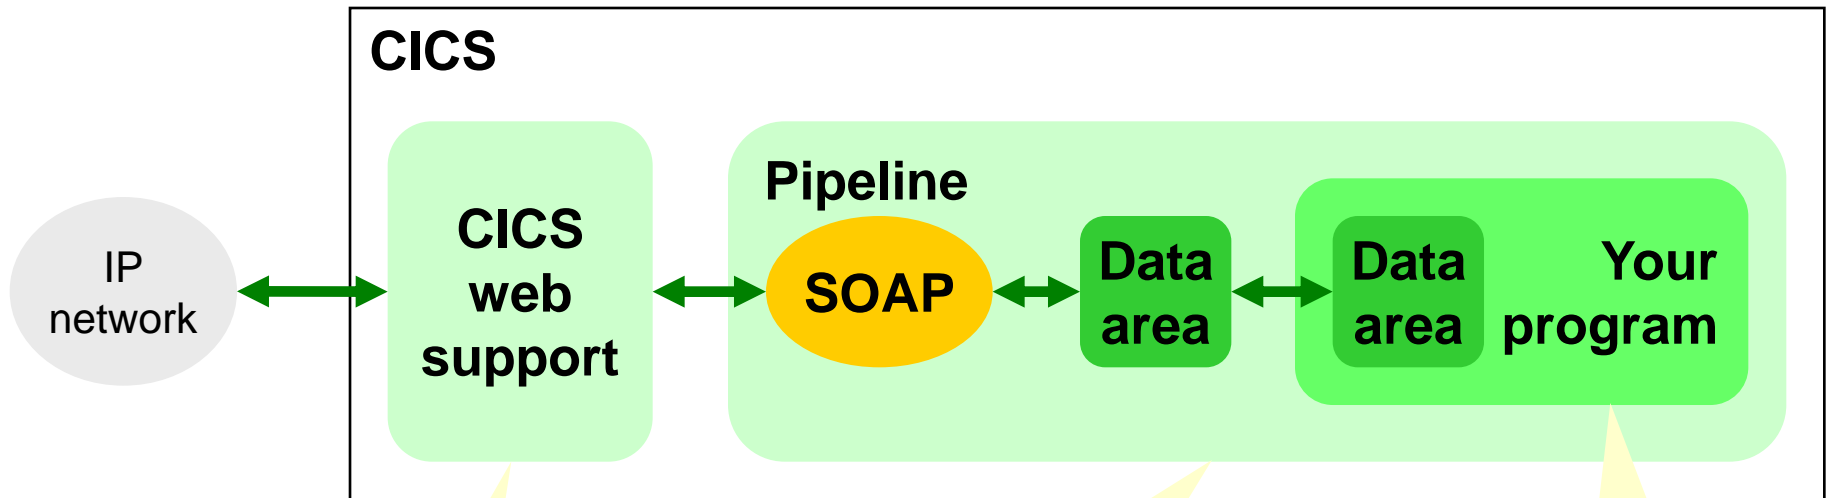 CICS
IP
network
CICS
web
support
Pipeline
SOAP
Data
area
Data
area
Your
program